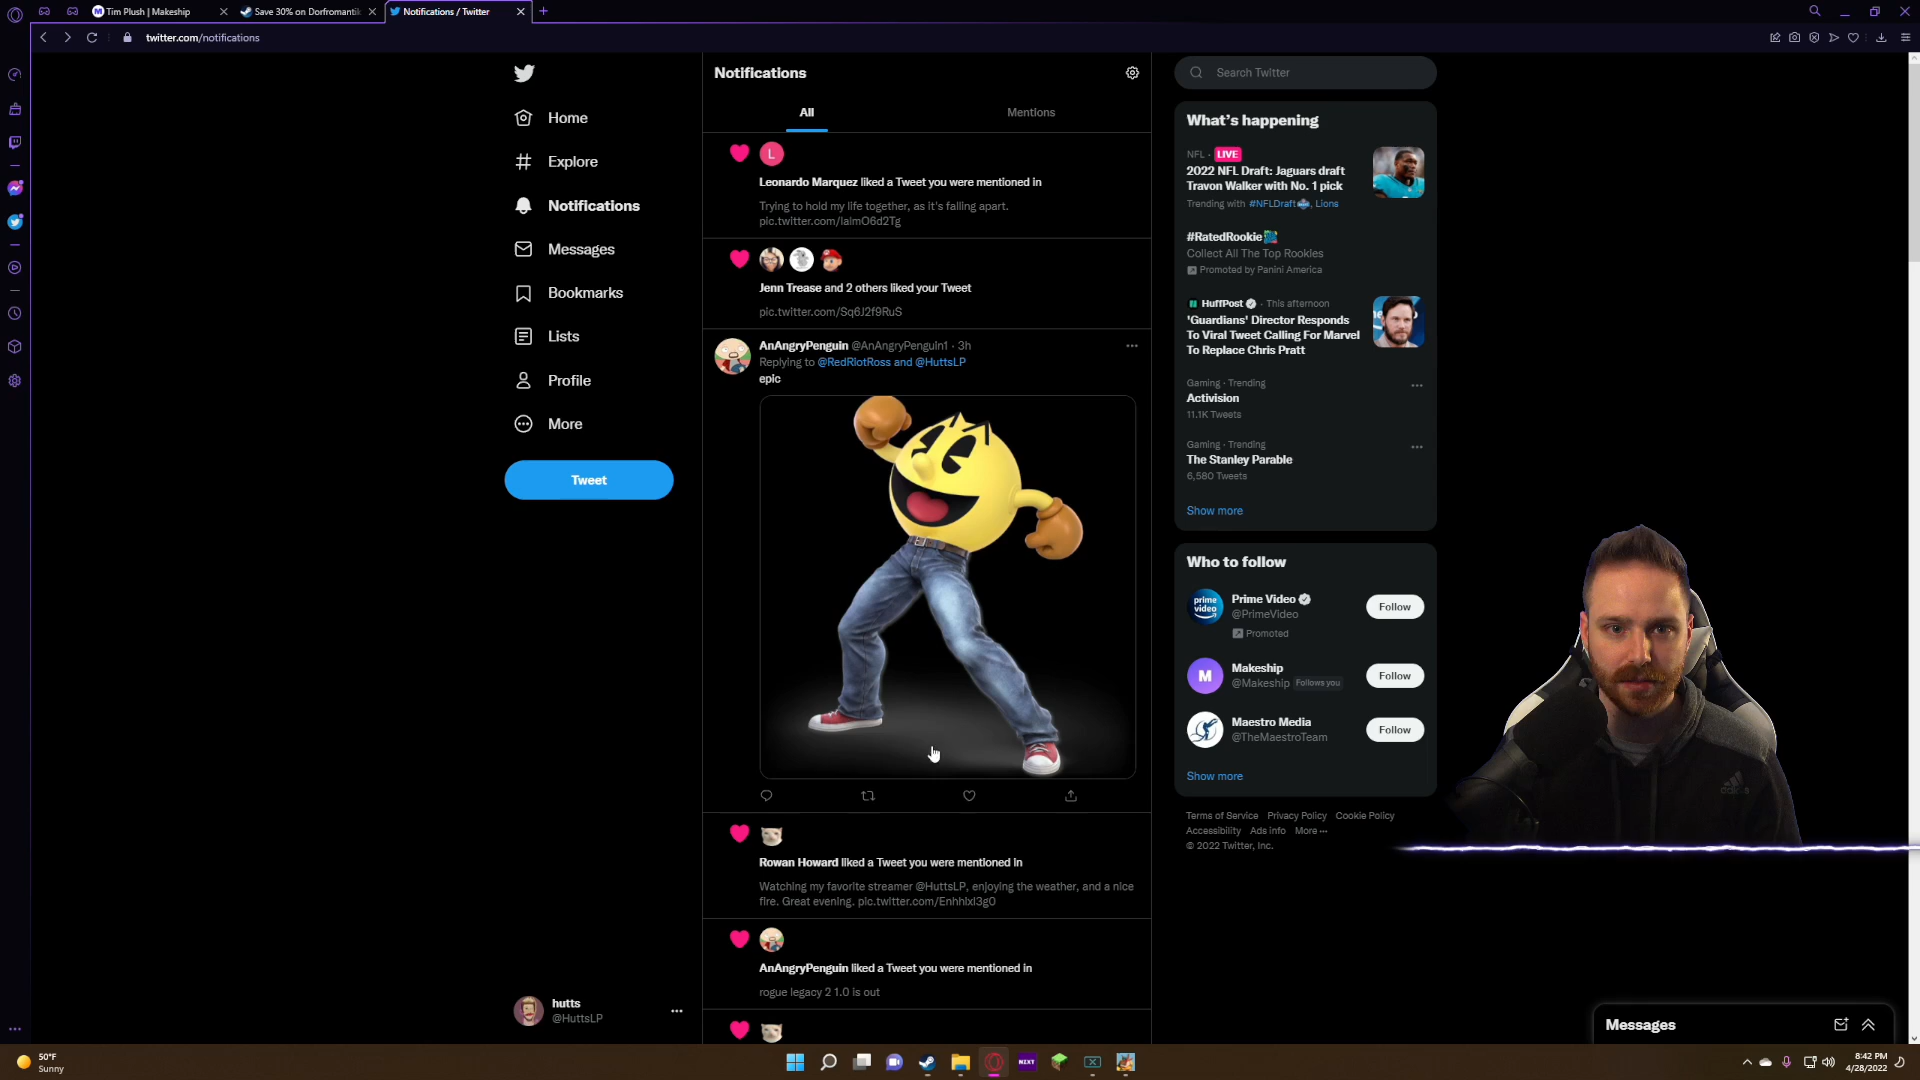 Tim Plush | Makeship
Save 30% on Dorfromantik
Notifications / Twitter
twitter.com/notifications
Home
Explore
Notifications
Messages
Bookmarks
Lists
Profile
More
Tweet
hutts
@HuttsLP
Notifications
All
Mentions
L
Leonardo Marquez liked a Tweet you were mentioned in
Trying to hold my life together, as it's falling apart.
pic.twitter.com/ialmO6d2Tg
Jenn Trease and 2 others liked your Tweet
pic.twitter.com/Sq6J2f9RuS
AnAngryPenguin @AnAngryPenguin1 · 3h
Replying to @RedRiotRoss and @HuttsLP
epic
Rowan Howard liked a Tweet you were mentioned in
Watching my favorite streamer @HuttsLP, enjoying the weather, and a nice
fire. Great evening. pic.twitter.com/EnhhIxI3g0
AnAngryPenguin liked a Tweet you were mentioned in
rogue legacy 2 1.0 is out
Search Twitter
What's happening
NFL · LIVE
2022 NFL Draft: Jaguars draft
Travon Walker with No. 1 pick
Trending with #NFLDraft, Lions
#RatedRookie
Collect All The Top Rookies
Promoted by Panini America
HuffPost · This afternoon
'Guardians' Director Responds
To Viral Tweet Calling For Marvel
To Replace Chris Pratt
Gaming · Trending
Activision
11.1K Tweets
Gaming · Trending
The Stanley Parable
6,580 Tweets
Show more
Who to follow
prime video
Prime Video
@PrimeVideo
Promoted
Follow
M
Makeship
@Makeship Follows you
Follow
Maestro Media
@TheMaestroTeam
Follow
Show more
Terms of Service Privacy Policy Cookie Policy
Accessibility Ads info More ···
© 2022 Twitter, Inc.
adidas
Messages
50°F
Sunny
NIXT
8:42 PM
4/28/2022